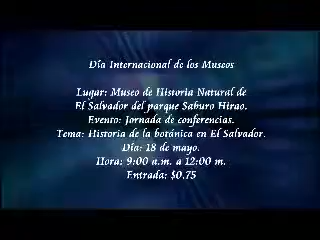 Día Internacional de los Museos
Lugar: Museo de Historia Natural de
El Salvador del parque Saburo Hirao.
Evento: Jornada de conferencias.
Tema: Historia de la botánica en El Salvador.
Día: 18 de mayo.
Hora: 9:00 a.m. a 12:00 m.
Entrada: $0.75